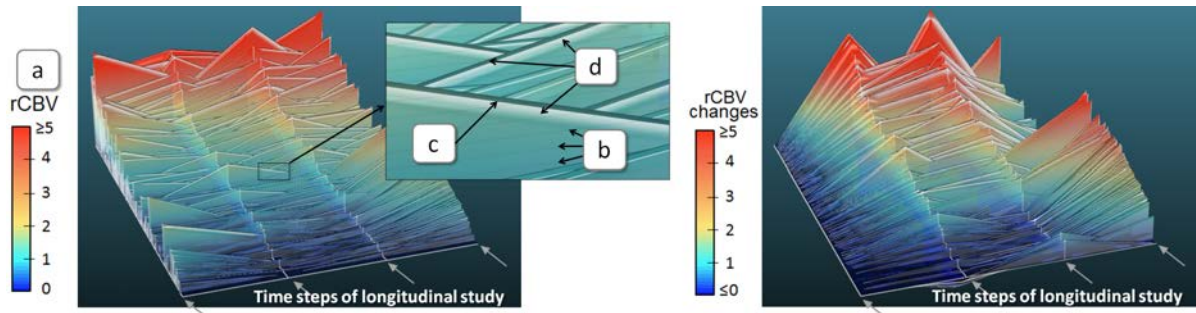 a
rCBV
≥5
4
3
2
1
0
d
c
b
Time steps of longitudinal study
rCBV
changes
≥5
4
3
2
1
≤0
Time steps of longitudinal study